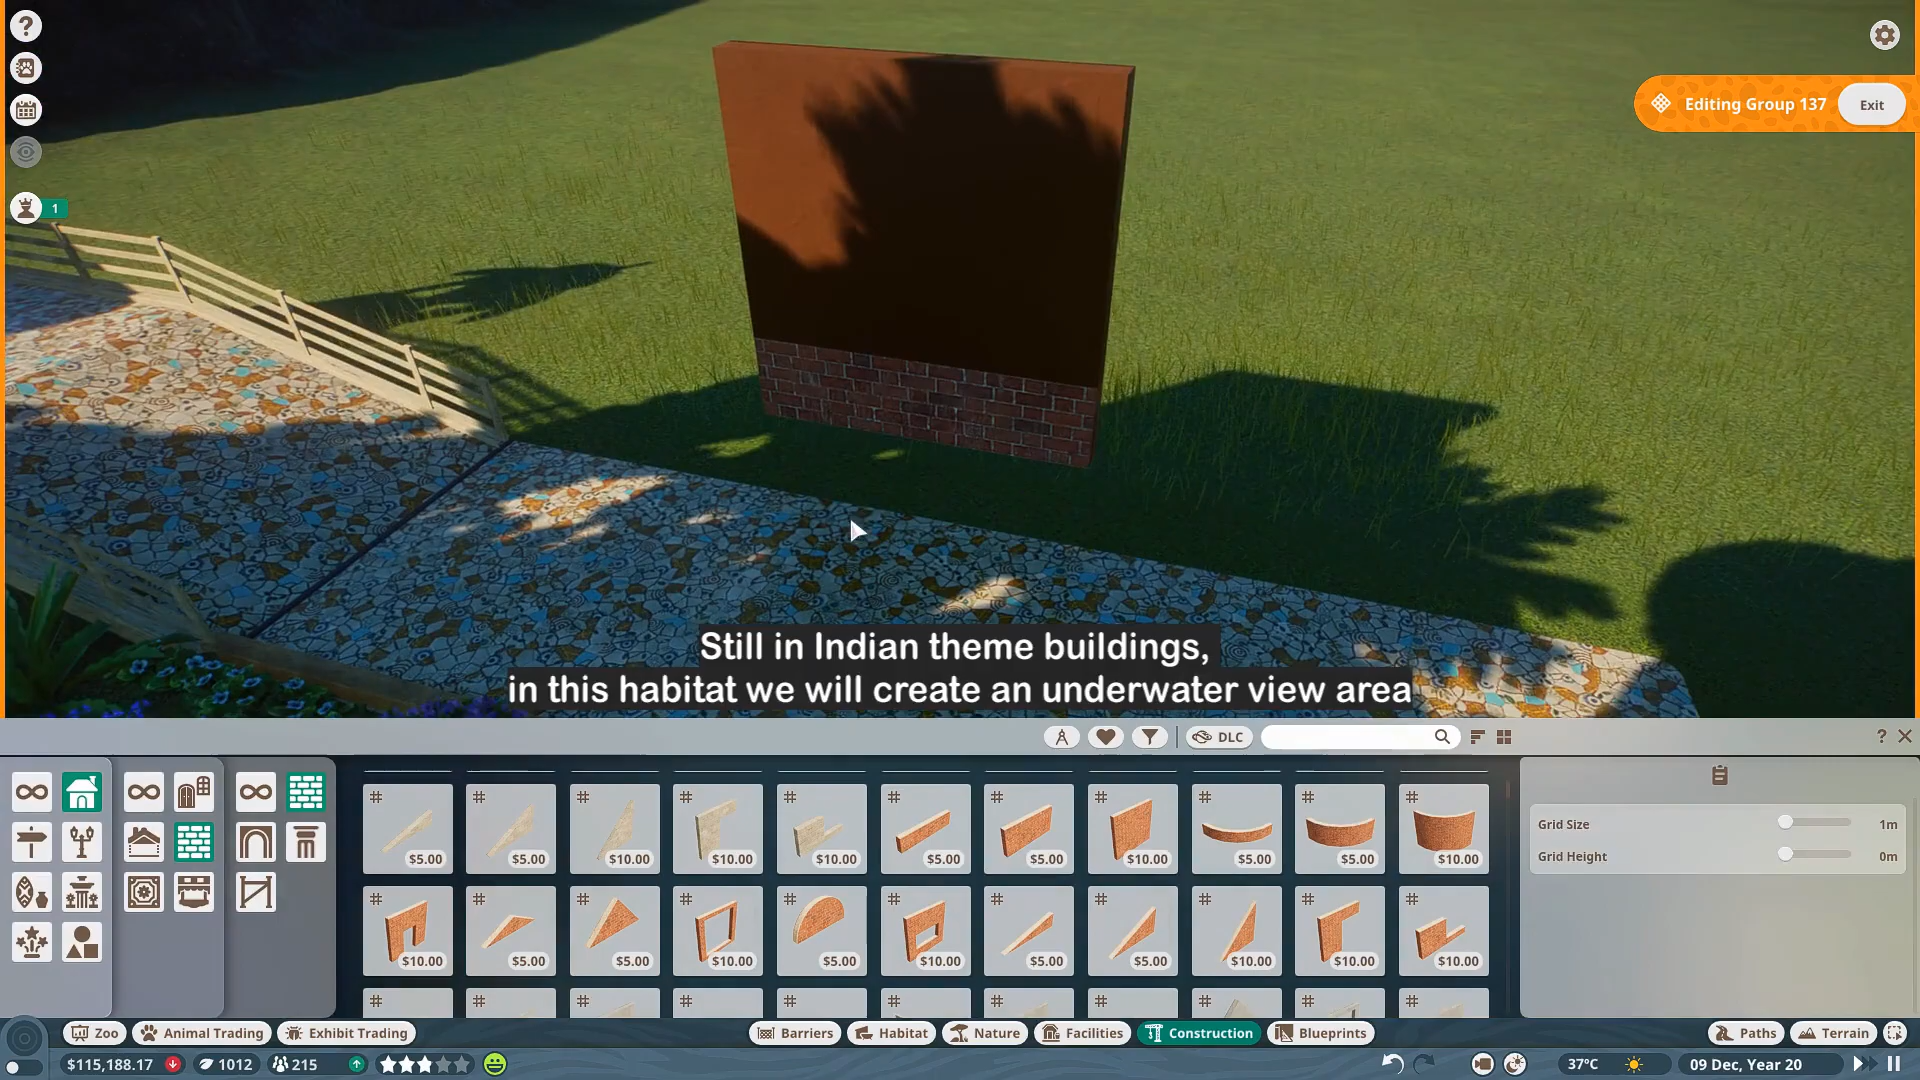 ?
1
Editing Group 137
Exit
Still in Indian theme buildings,
in this habitat we will create an underwater view area
DLC
?
$5.00 $5.00 $10.00 $10.00 $10.00 $5.00 $5.00 $10.00 $5.00 $5.00 $10.00
$10.00 $5.00 $5.00 $10.00 $5.00 $10.00 $5.00 $5.00 $10.00 $10.00 $10.00
Grid Size 1m
Grid Height 0m
Zoo Animal Trading Exhibit Trading Barriers Habitat Nature Facilities Construction Blueprints Paths Terrain
$115,188.17 1012 215 37°C 09 Dec, Year 20